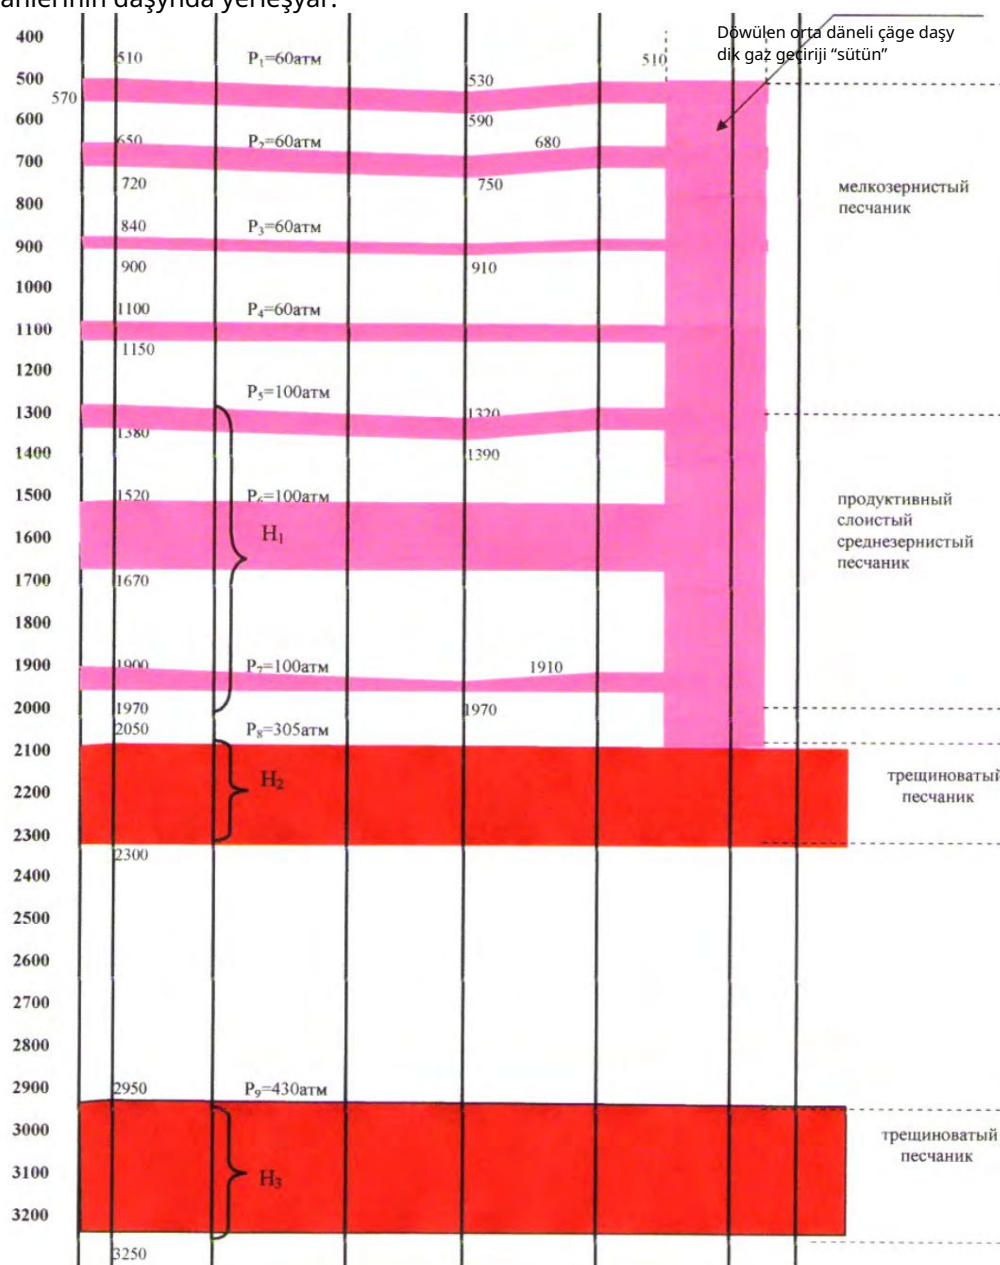 anlerinin daşynda ýerleşýar.
400
Döwülen orta däneli çäge daşy
dik gaz geçiriji “sütün”
510
P₁=60атм
510
500
530
570
600
590
650
P₂=60атм
680
700
720
750
мелкозернистый
песчаник
800
840
P₃=60атм
900
900
910
1000
1100
P₄=60атм
1100
1150
1200
P₅=100атм
1300
1320
1380
1400
1390
1500
1520
P₆=100атм
продуктивный
слоистый
среднезернистый
песчаник
1600
H₁
1700
1670
1800
1900
1900
P₇=100атм
1910
2000
1970
1970
2050
P₈=305атм
2100
H₂
трещиноватый
песчаник
2200
2300
2300
2400
2500
2600
2700
2800
2900
2950
P₉=430атм
3000
трещиноватый
песчаник
3100
H₃
3200
3250